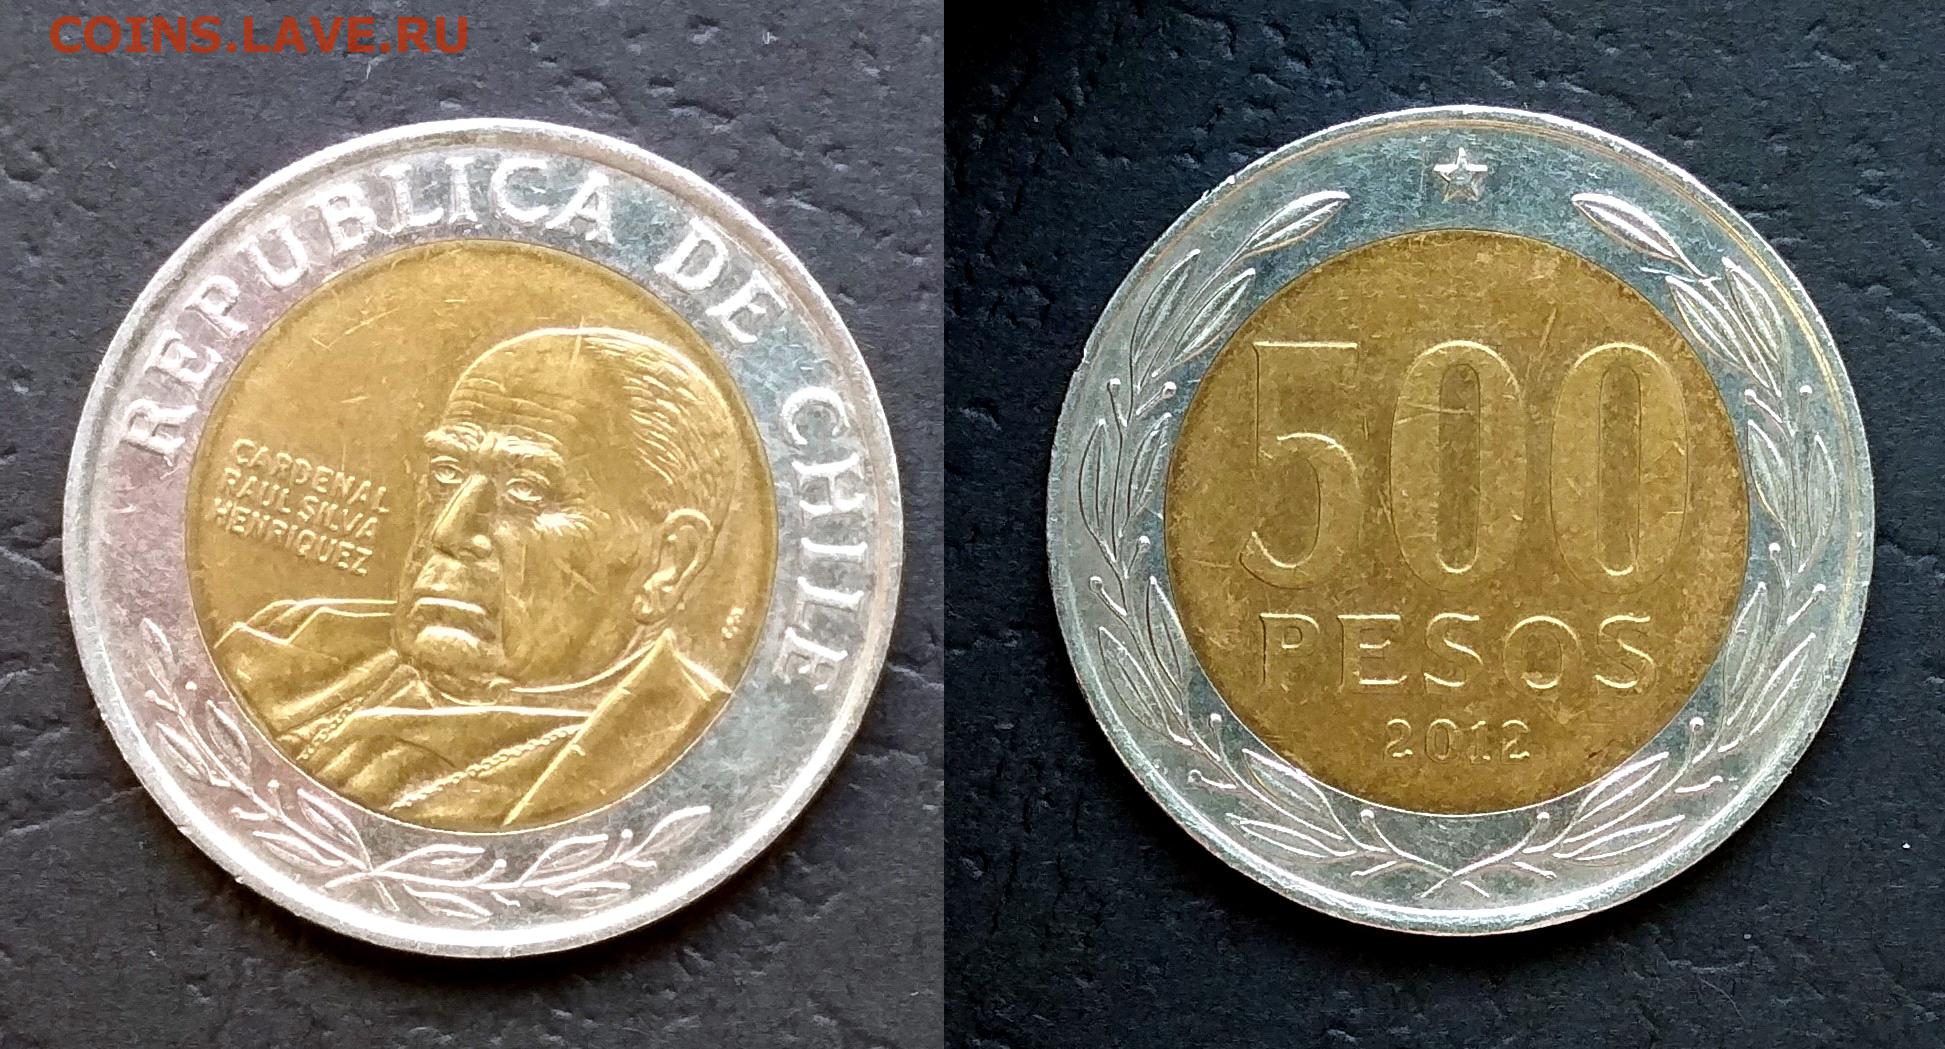 COINS.LAVE.RU
REPUBLICA DE CHILE
CARDENAL
RAUL SILVA
HENRIQUEZ
500
PESOS
2012